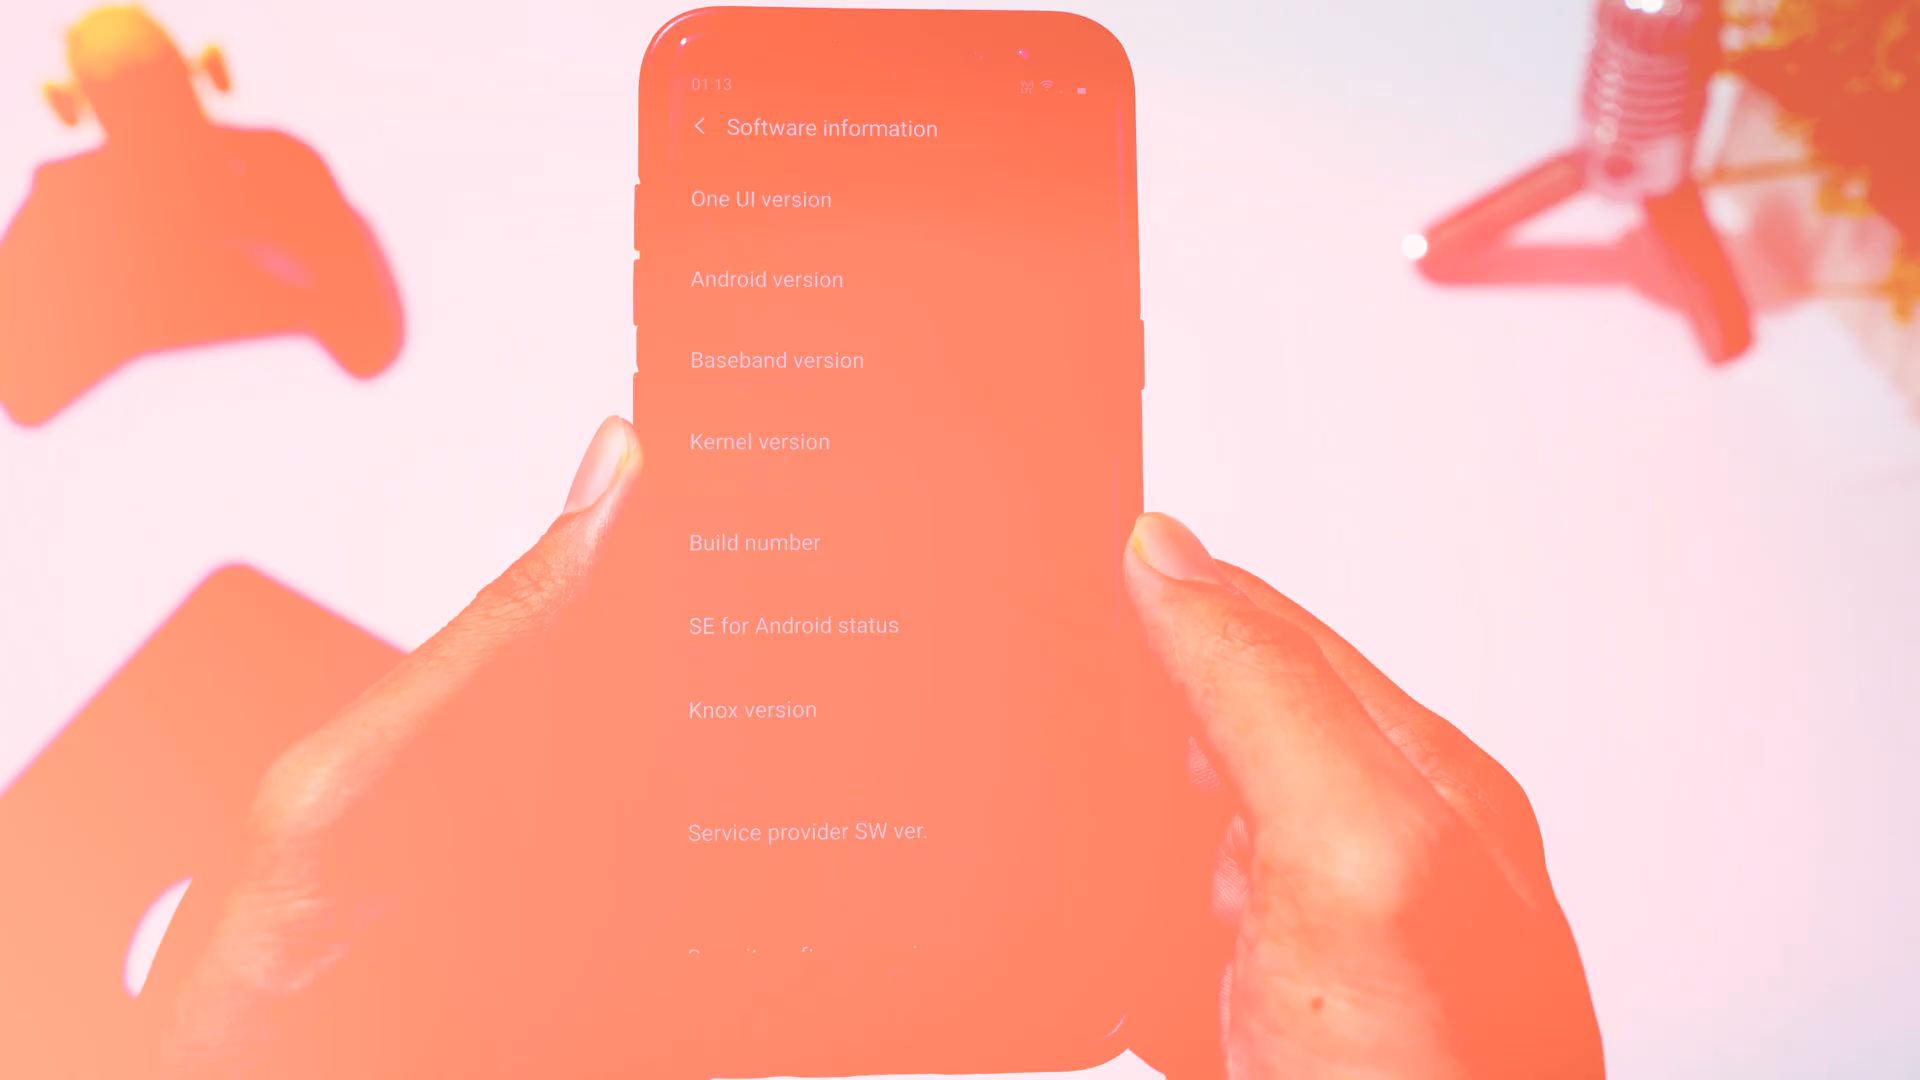 01:13
Software information
One UI version
Android version
Baseband version
Kernel version
Build number
SE for Android status
Knox version
Service provider SW ver.